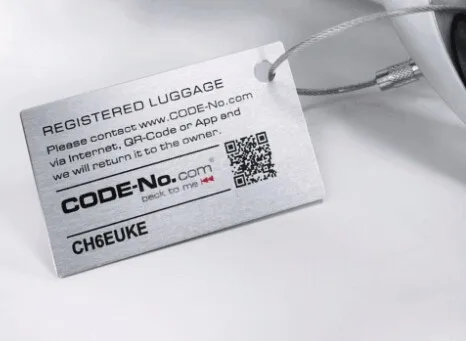 REGISTERED LUGGAGE
Please contact www.CODE-No.com
via Internet, QR-Code or App and
we will return it to the owner.
CODE-No.com®
back to me
CH6EUKE